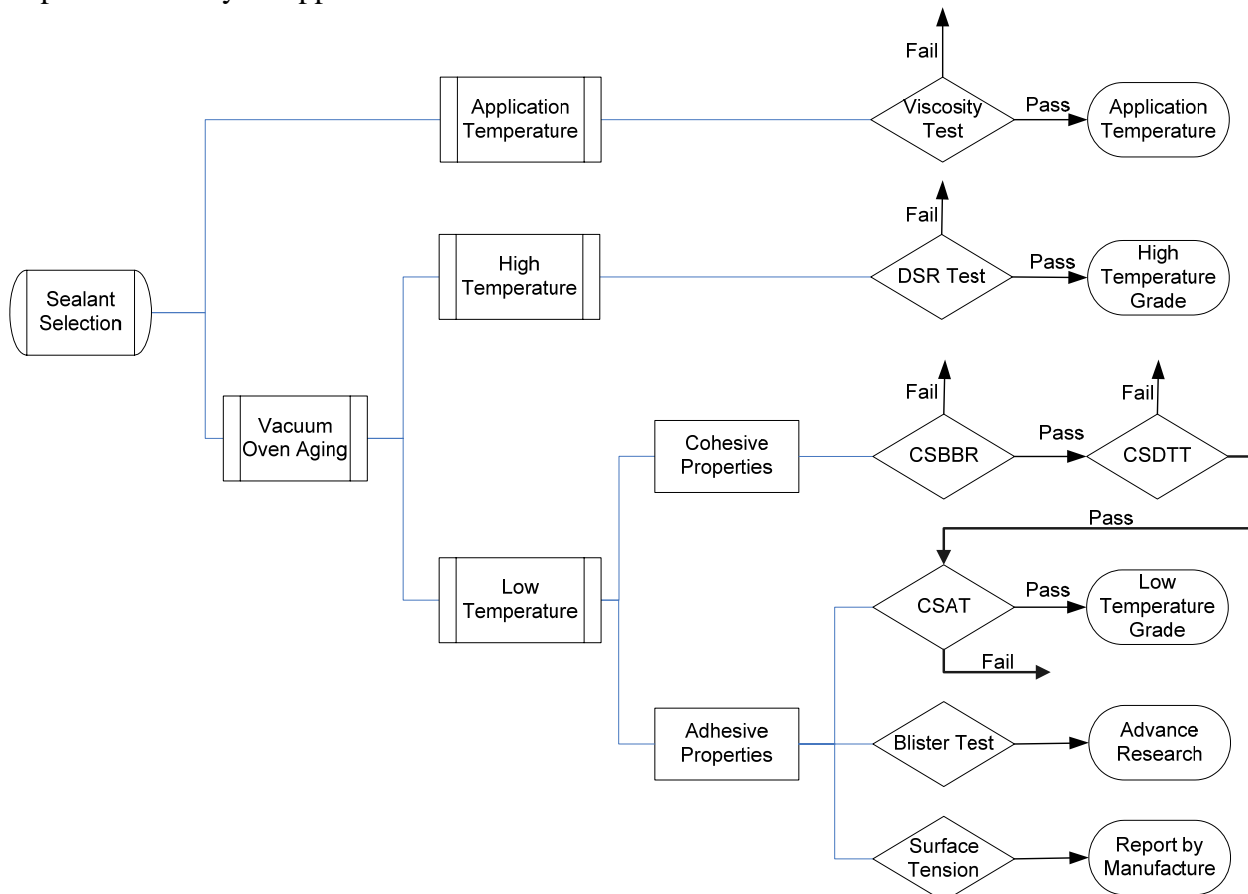 Fail
Application
Temperature
Viscosity
Test
Pass
Application
Temperature
Fail
High
Temperature
DSR Test
Pass
High
Temperature
Grade
Sealant
Selection
Vacuum
Oven Aging
Fail
Fail
Cohesive
Properties
CSBBR
Pass
CSDTT
Pass
Low
Temperature
CSAT
Pass
Low
Temperature
Grade
Fail
Adhesive
Properties
Blister Test
Advance
Research
Surface
Tension
Report by
Manufacture